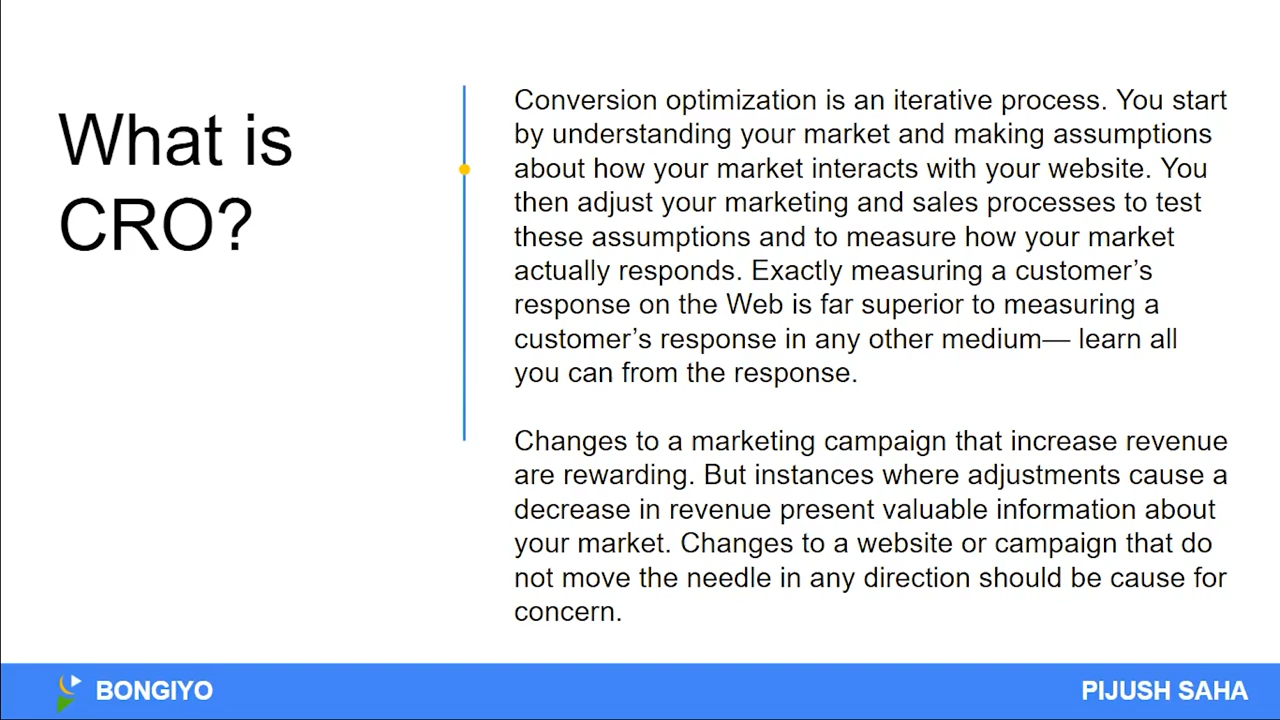 What is
CRO?
Conversion optimization is an iterative process. You start
by understanding your market and making assumptions
about how your market interacts with your website. You
then adjust your marketing and sales processes to test
these assumptions and to measure how your market
actually responds. Exactly measuring a customer’s
response on the Web is far superior to measuring a
customer’s response in any other medium— learn all
you can from the response.
Changes to a marketing campaign that increase revenue
are rewarding. But instances where adjustments cause a
decrease in revenue present valuable information about
your market. Changes to a website or campaign that do
not move the needle in any direction should be cause for
concern.
BONGIYO
PIJUSH SAHA